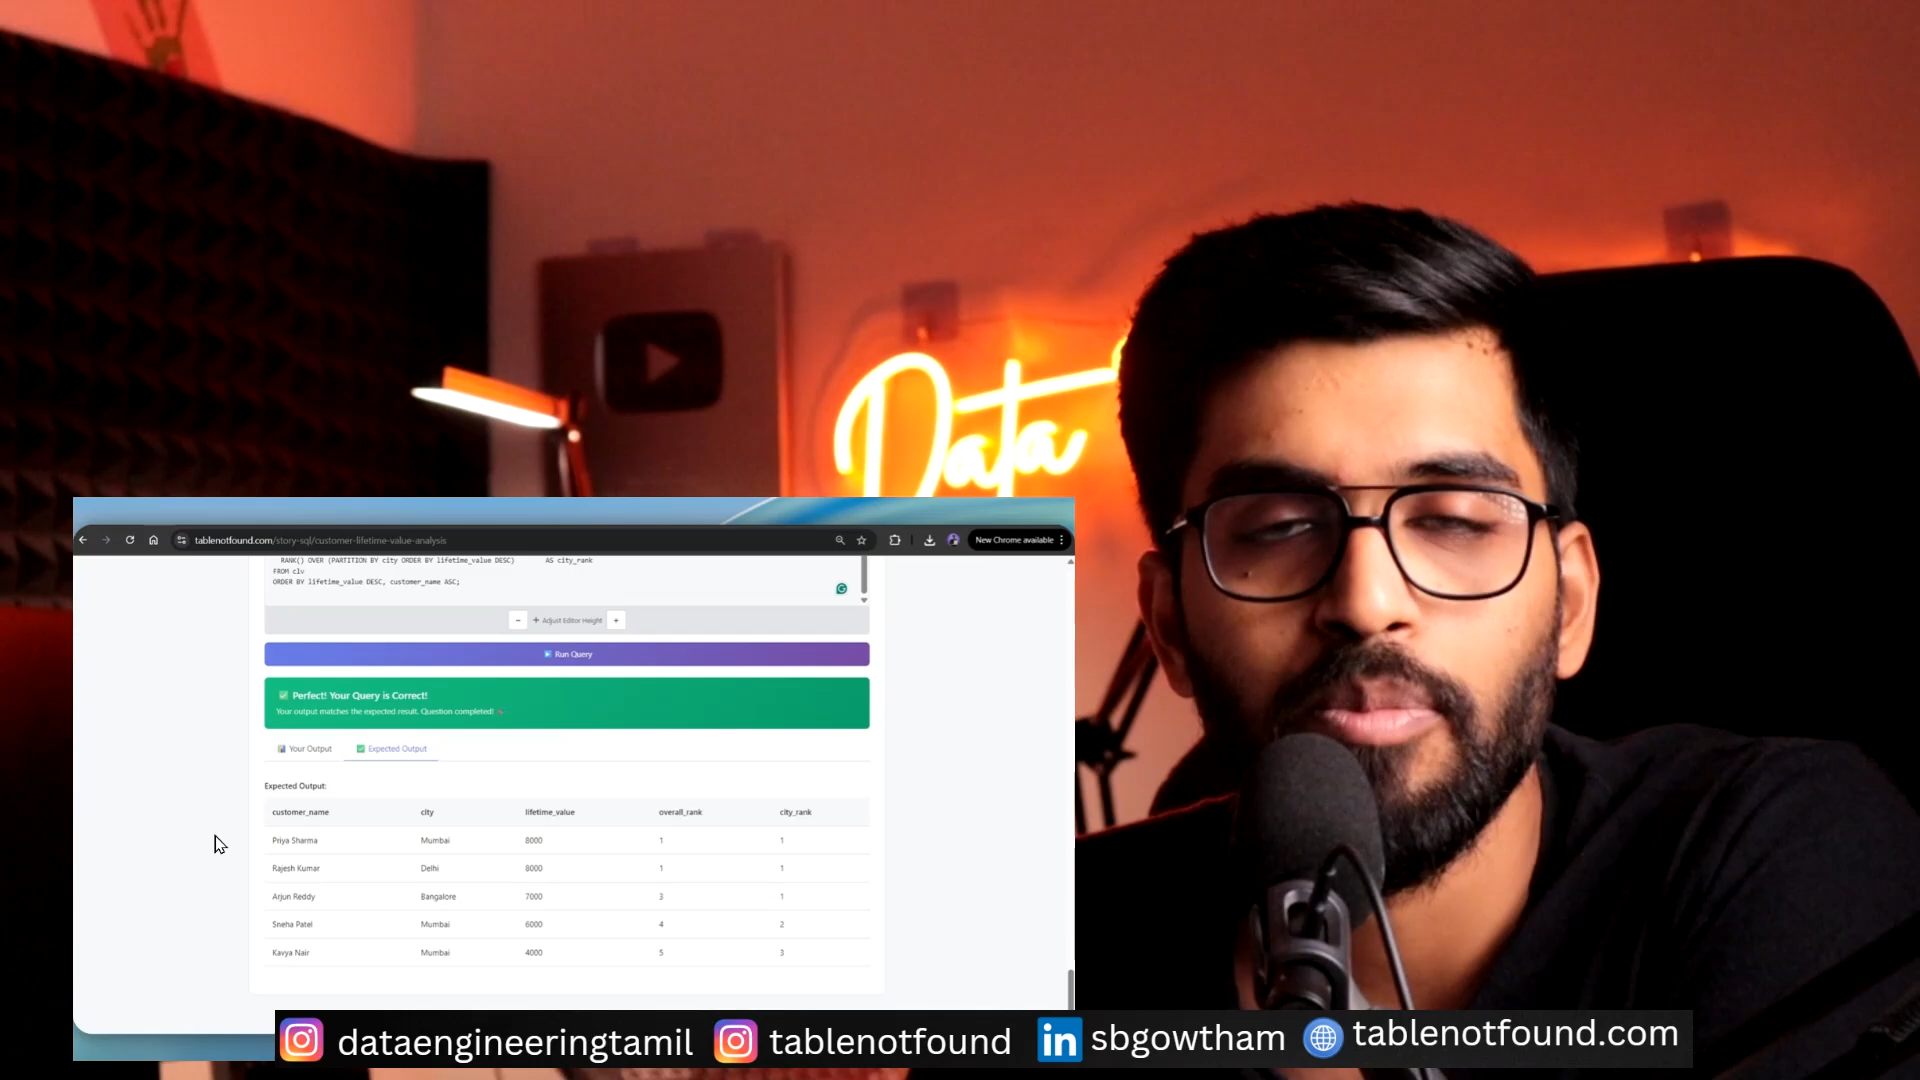 Data
tablenotfound.com/story-sql/customer-lifetime-value-analysis
New Chrome available
RANK() OVER (PARTITION BY city ORDER BY lifetime_value DESC) AS city_rank
FROM clv
ORDER BY lifetime_value DESC, customer_name ASC;
− + Adjust Editor Height +
Run Query
Perfect! Your Query is Correct!
Your output matches the expected result. Question completed!
Your Output Expected Output
Expected Output:
customer_name city lifetime_value overall_rank city_rank
Priya Sharma Mumbai 8000 1 1
Rajesh Kumar Delhi 8000 1 1
Arjun Reddy Bangalore 7000 3 1
Sneha Patel Mumbai 6000 4 2
Kavya Nair Mumbai 4000 5 3
dataengineeringtamil tablenotfound sbgowtham tablenotfound.com